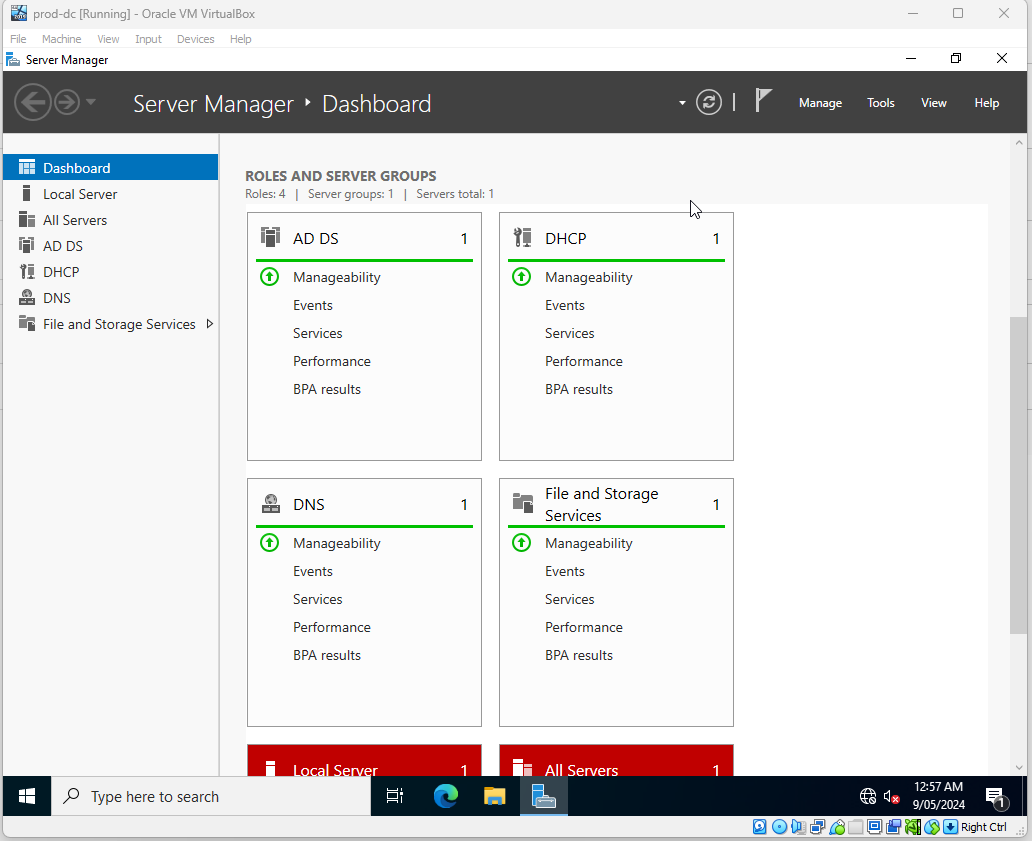 prod-dc [Running] - Oracle VM VirtualBox
File Machine View Input Devices Help
Server Manager
Server Manager Dashboard
Manage Tools View Help
Dashboard
Local Server
All Servers
AD DS
DHCP
DNS
File and Storage Services
ROLES AND SERVER GROUPS
Roles: 4 | Server groups: 1 | Servers total: 1
AD DS 1
Manageability
Events
Services
Performance
BPA results
DHCP 1
Manageability
Events
Services
Performance
BPA results
DNS 1
Manageability
Events
Services
Performance
BPA results
File and Storage
Services 1
Manageability
Events
Services
Performance
BPA results
Local Server 1
All Servers 1
Type here to search
12:57 AM
9/05/2024
1
Right Ctrl